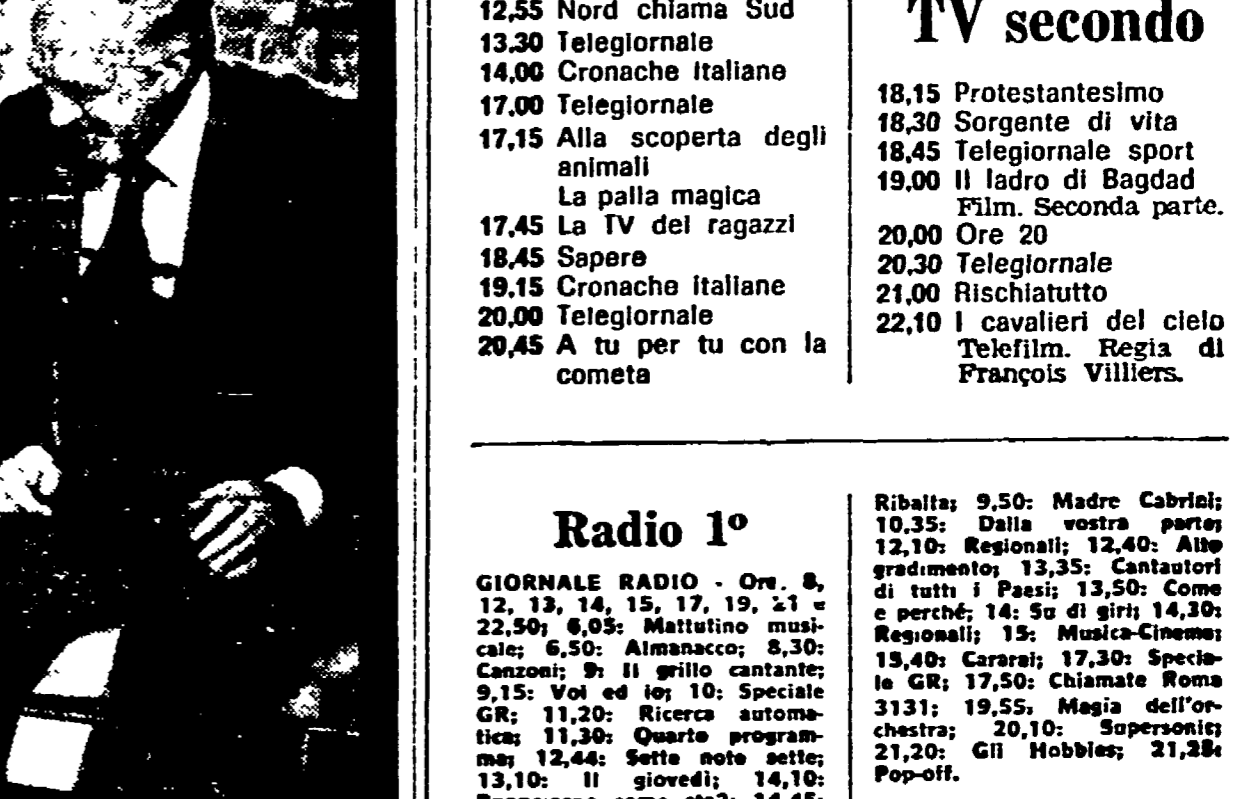 12,55 Nord chiama Sud
13.30 Telegiornale
14,00 Cronache italiane
17.00 Telegiornale
17,15 Alla scoperta degli
animali
La palla magica
17,45 La TV dei ragazzi
18,45 Sapere
19,15 Cronache italiane
20,00 Telegiornale
20,45 A tu per tu con la
cometa
TV secondo
18,15 Protestantesimo
18,30 Sorgente di vita
18,45 Telegiornale sport
19,00 Il ladro di Bagdad
Film. Seconda parte.
20,00 Ore 20
20,30 Telegiornale
21,00 Rischiatutto
22,10 I cavalieri del cielo
Telefilm. Regia di
François Villiers.
Radio 1º
GIORNALE RADIO - Ore 8,
12, 13, 14, 15, 17, 19, 21 e
22,50; 6,05: Mattutino musi-
cale; 6,50: Almanacco; 8,30:
Canzoni; 9: Il grillo cantante;
9,15: Voi ed io; 10: Speciale
GR; 11,20: Ricerca automa-
tica; 11,30: Quarto program-
ma; 12,44: Sette note sette;
13,10: Il giovedì; 14,10:
come sta?; 14,45:
Ribalta; 9,50: Madre Cabrini;
10,35: Dalla vostra parte;
12,10: Regionali; 12,40: Alto
gradimento; 13,35: Cantautori
di tutti i Paesi; 13,50: Come
e perché; 14: Su di giri; 14,30:
Regionali; 15: Musica-Cinema;
15,40: Cararai; 17,30: Specia-
le GR; 17,50: Chiamate Roma
3131; 19,55: Magia dell'or-
chestra; 20,10: Supersonic;
21,20: Gli Hobbies; 21,25:
Pop-off.